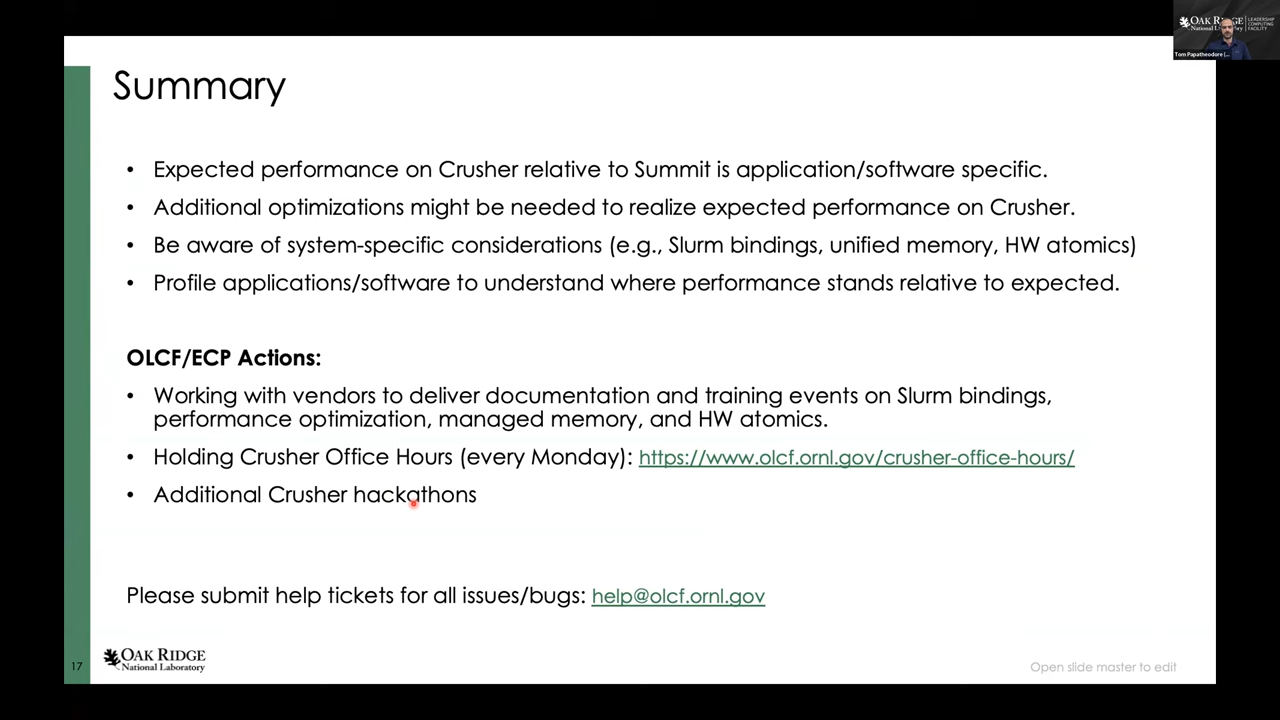 OAK RIDGE
National Laboratory
LEADERSHIP
COMPUTING
FACILITY
Tom Papatheodore (...
Summary
• Expected performance on Crusher relative to Summit is application/software specific.
• Additional optimizations might be needed to realize expected performance on Crusher.
• Be aware of system-specific considerations (e.g., Slurm bindings, unified memory, HW atomics)
• Profile applications/software to understand where performance stands relative to expected.
OLCF/ECP Actions:
• Working with vendors to deliver documentation and training events on Slurm bindings,
performance optimization, managed memory, and HW atomics.
• Holding Crusher Office Hours (every Monday): https://www.olcf.ornl.gov/crusher-office-hours/
• Additional Crusher hackathons
Please submit help tickets for all issues/bugs: help@olcf.ornl.gov
17
OAK RIDGE
National Laboratory
Open slide master to edit